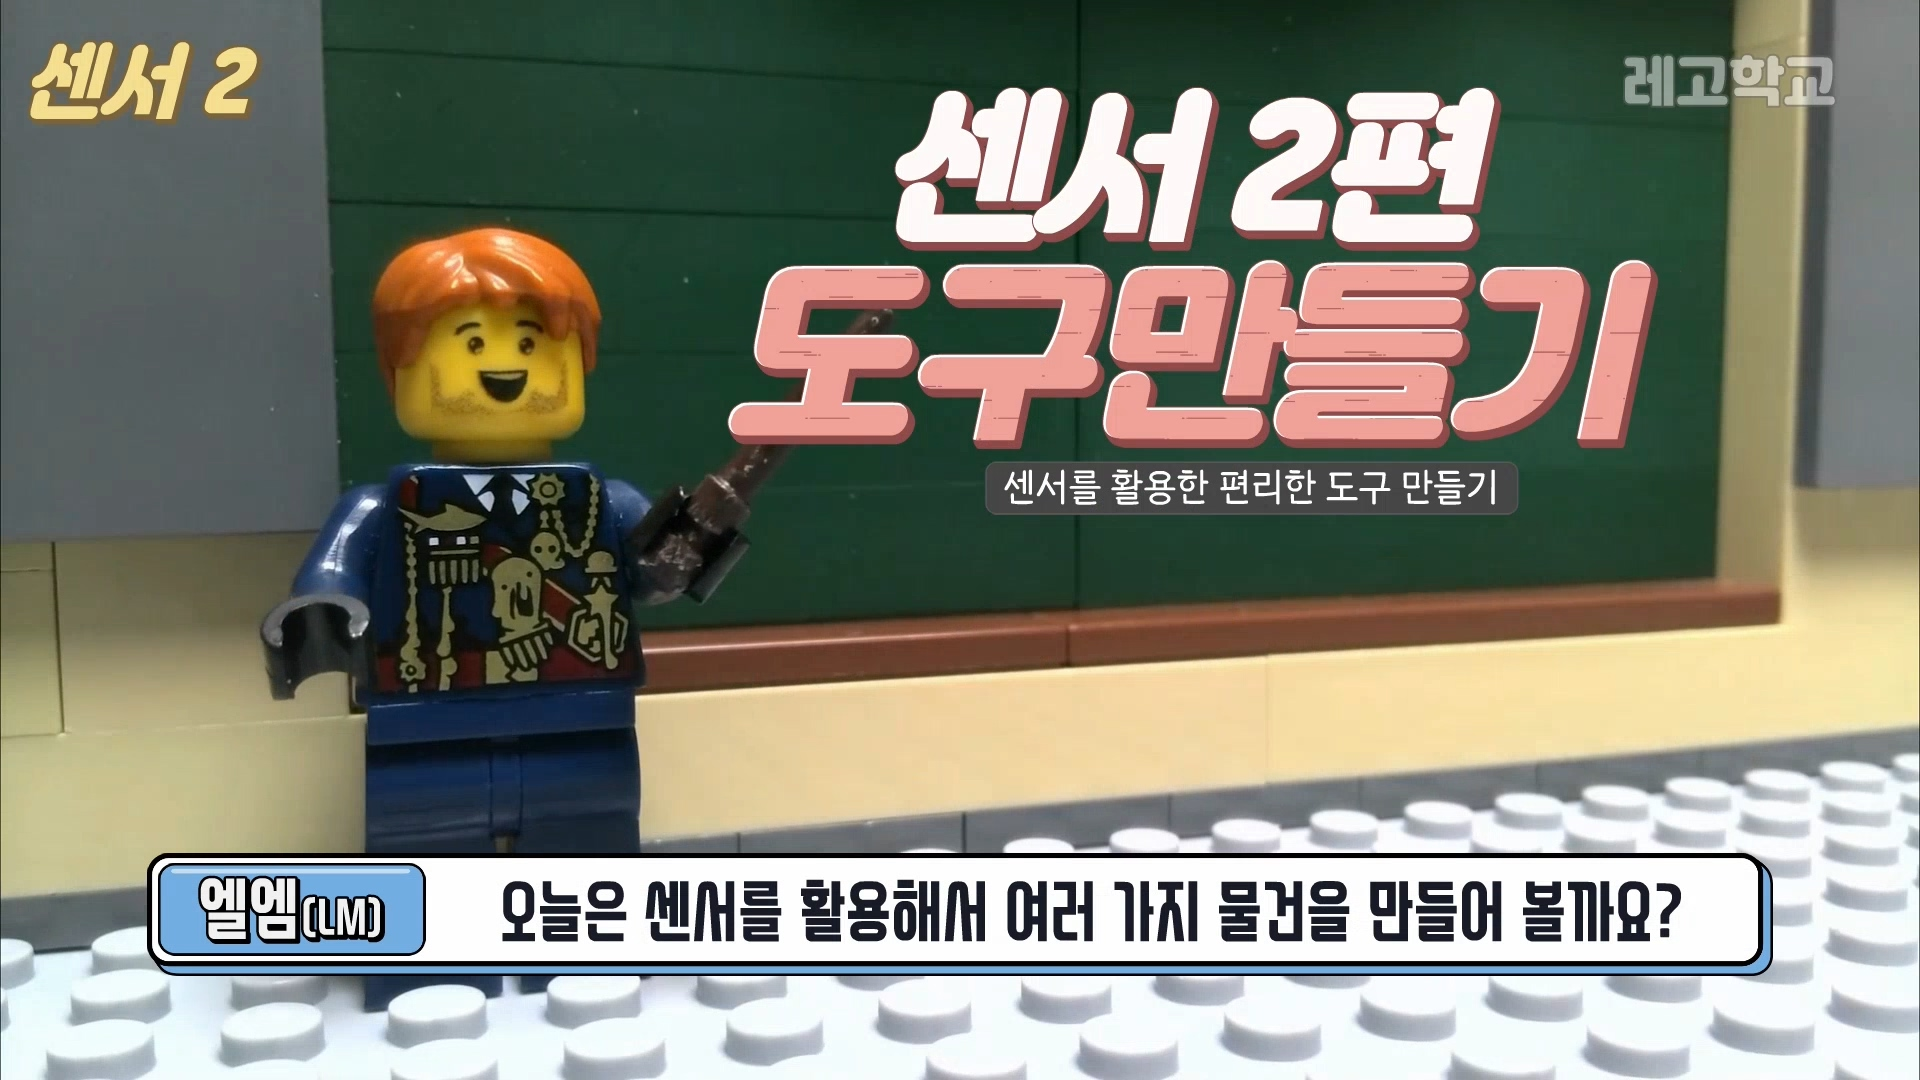 센서 2
레고학교
센서 2편
도구만들기
센서를 활용한 편리한 도구 만들기
엘엠(LM)
오늘은 센서를 활용해서 여러 가지 물건을 만들어 볼까요?